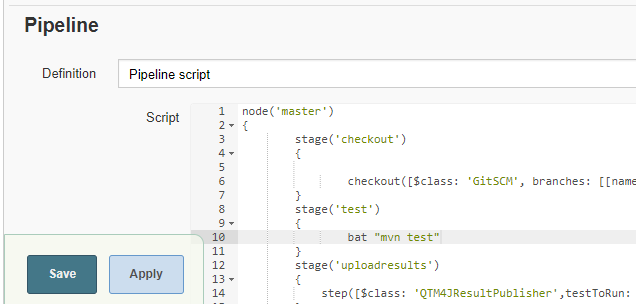 Pipeline
Definition
Pipeline script
Script
1 node('master')
2 {
3 stage('checkout')
4 {
5
6 checkout([$class: 'GitSCM', branches: [[name
7 }
8 stage('test')
9 {
10 bat "mvn test"
11 }
12 stage('uploadresults')
13 {
14 step([$class: 'QTM4JResultPublisher',testToRun:
Save
Apply